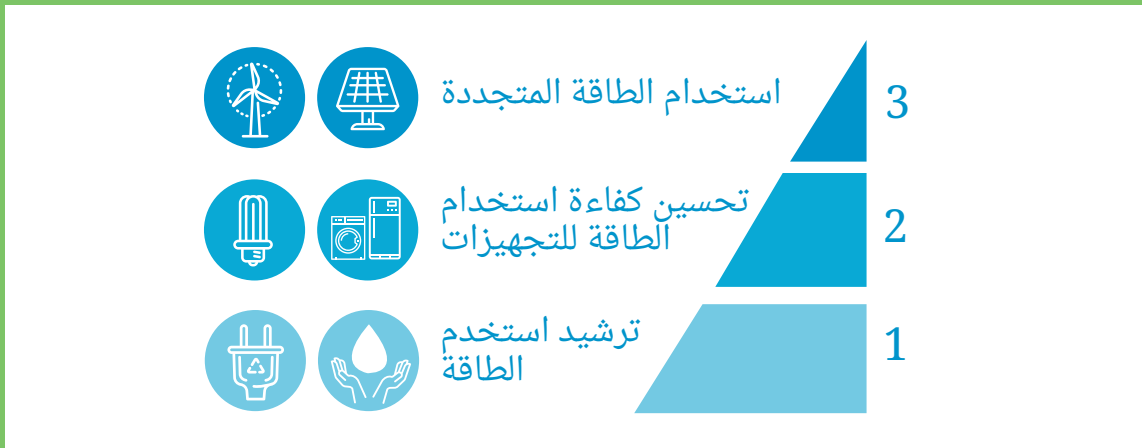 استخدام الطاقة المتجددة
3
تحسين كفاءة استخدام
الطاقة للتجهيزات
2
ترشيد استخدم
الطاقة
1